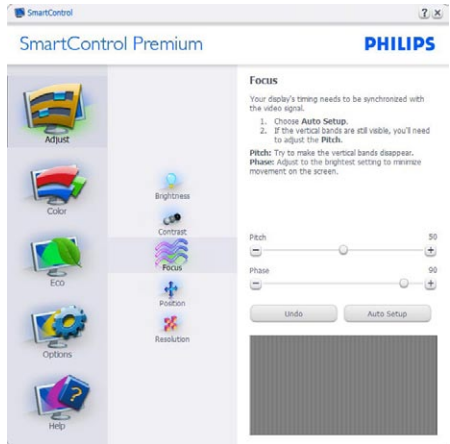 SmartControl
SmartControl Premium
PHILIPS
Adjust
Color
Eco
Options
Help
Brightness
Contrast
Focus
Position
Resolution
Focus
Your display's timing needs to be synchronized with
the video signal.
1. Choose Auto Setup.
2. If the vertical bands are still visible, you'll need
to adjust the Pitch.
Pitch: Try to make the vertical bands disappear.
Phase: Adjust to the brightest setting to minimize
movement on the screen.
Pitch 50
Phase 90
Undo Auto Setup